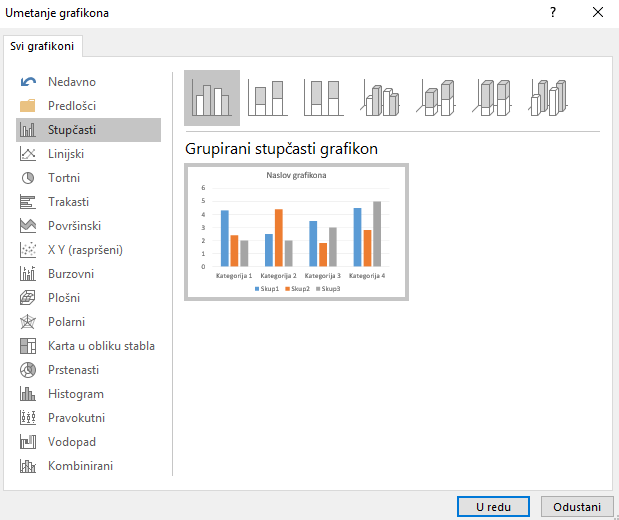 Umetanje grafikona
?
Svi grafikoni
Nedavno
Predlošci
Stupčasti
Linijski
Tortni
Trakasti
Površinski
X Y (raspršeni)
Burzovni
Plošni
Polarni
Karta u obliku stabla
Prstenasti
Histogram
Pravokutni
Vodopad
Kombinirani
Grupirani stupčasti grafikon
Naslov grafikona
6
5
4
3
2
1
0
Kategorija 1 Kategorija 2 Kategorija 3 Kategorija 4
Skup1 Skup2 Skup3
U redu Odustani